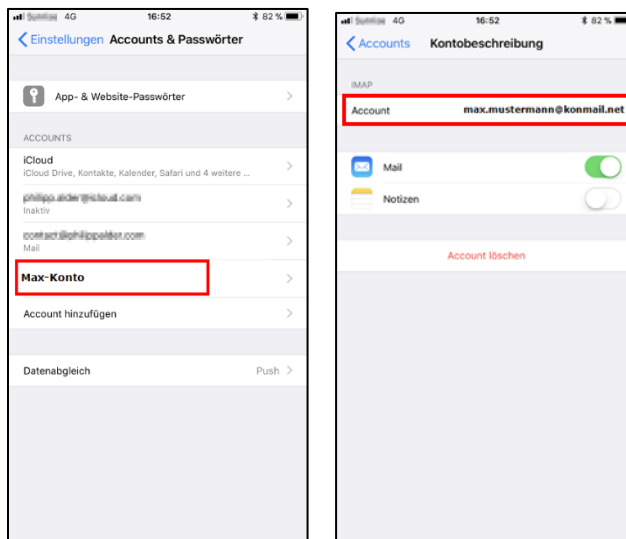 4G 16:52 82 %
Einstellungen Accounts & Passwörter
App- & Website-Passwörter
ACCOUNTS
iCloud
iCloud Drive, Kontakte, Kalender, Safari und 4 weitere ...
Inaktiv
Mail
Max-Konto
Account hinzufügen
Datenabgleich Push
4G 16:52 82 %
Accounts Kontobeschreibung
IMAP
Account max.mustermann@konmail.net
Mail
Notizen
Account löschen